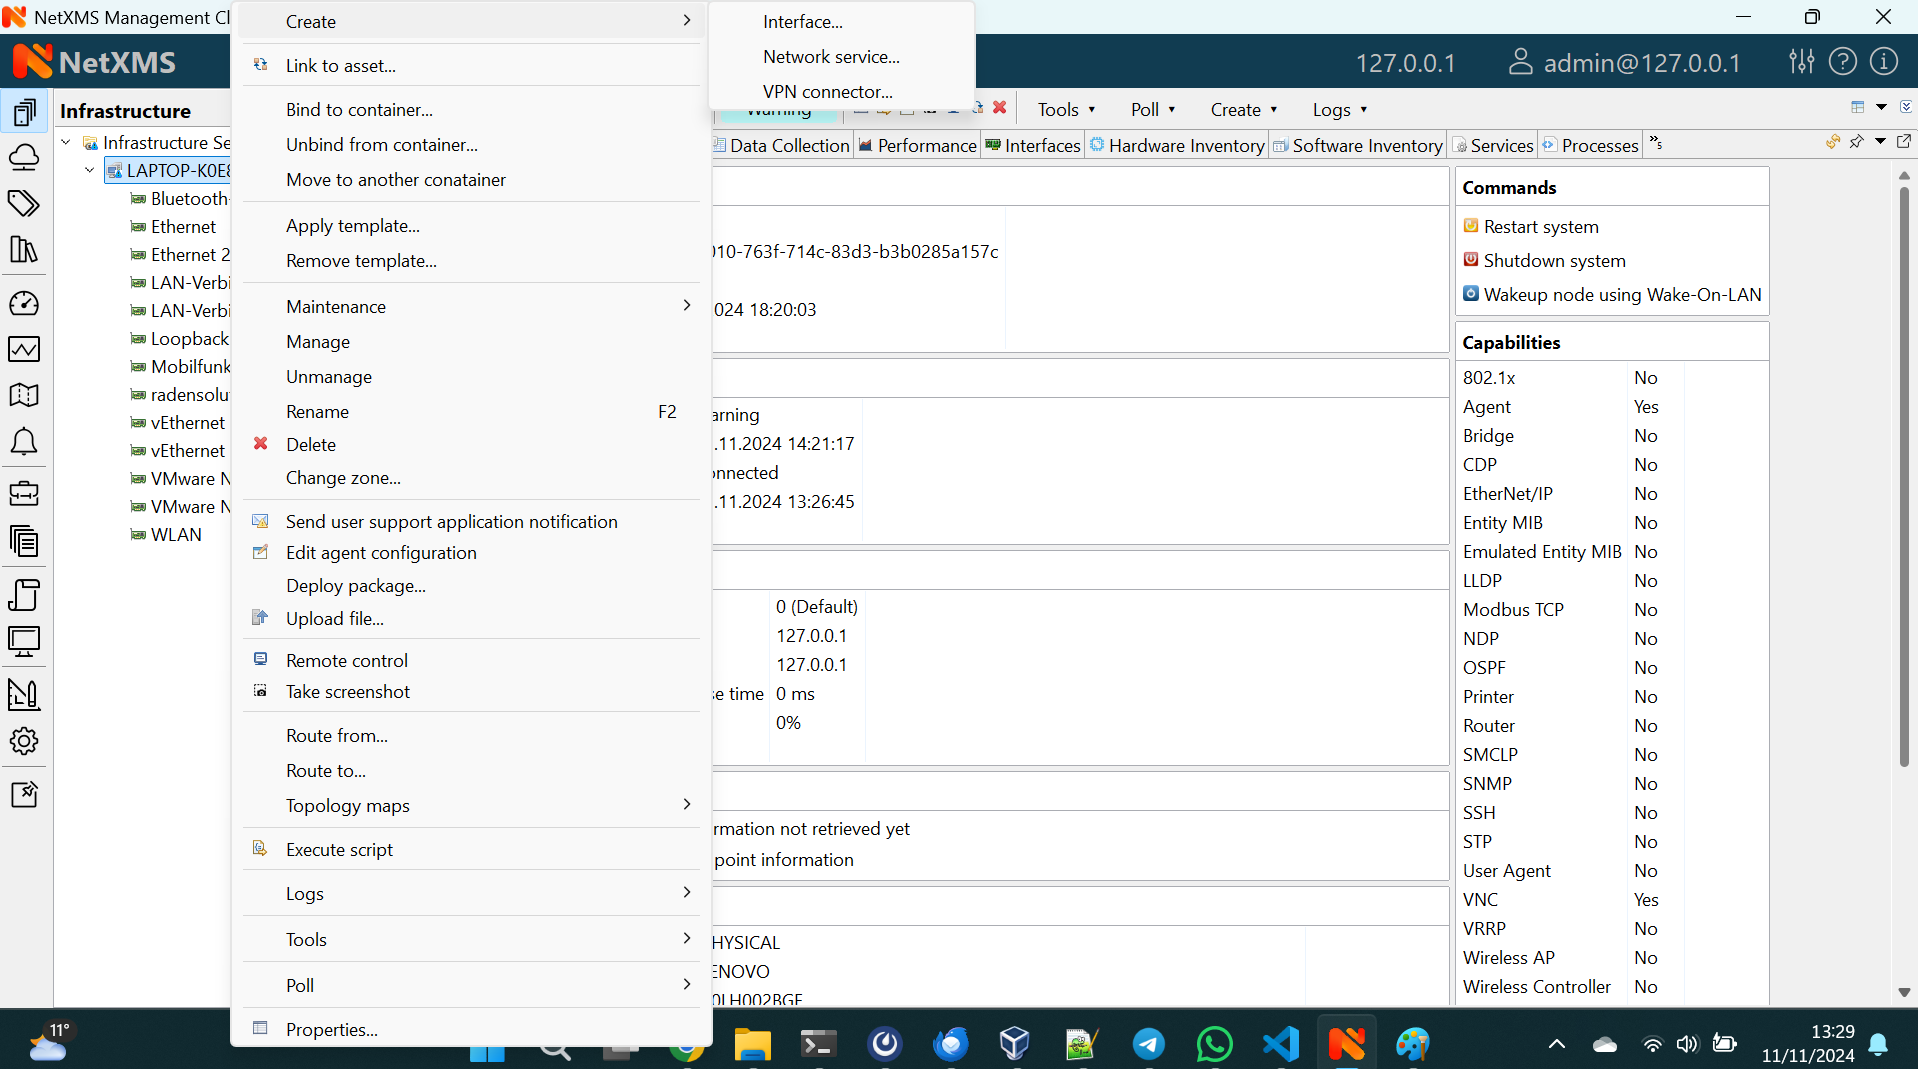 NetXMS Management Cl
NetXMS
127.0.0.1
admin@127.0.0.1
Create
Link to asset...
Bind to container...
Unbind from container...
Move to another conatainer
Apply template...
Remove template...
Maintenance
Manage
Unmanage
Rename F2
Delete
Change zone...
Send user support application notification
Edit agent configuration
Deploy package...
Upload file...
Remote control
Take screenshot
Route from...
Route to...
Topology maps
Execute script
Logs
Tools
Poll
Properties...
Interface...
Network service...
VPN connector...
Infrastructure
Infrastructure Se
LAPTOP-K0E8
Bluetooth-
Ethernet
Ethernet 2
LAN-Verbi
LAN-Verbi
Loopback
Mobilfunk
radensolu
vEthernet
vEthernet
VMware N
VMware N
WLAN
Warning
Tools
Poll
Create
Logs
Data Collection
Performance
Interfaces
Hardware Inventory
Software Inventory
Services
Processes
»5
010-763f-714c-83d3-b3b0285a157c
024 18:20:03
arning
.11.2024 14:21:17
onnected
.11.2024 13:26:45
0 (Default)
127.0.0.1
127.0.0.1
se time 0 ms
0%
rmation not retrieved yet
point information
HYSICAL
ENOVO
0LH002BGE
Commands
Restart system
Shutdown system
Wakeup node using Wake-On-LAN
Capabilities
802.1x No
Agent Yes
Bridge No
CDP No
EtherNet/IP No
Entity MIB No
Emulated Entity MIB No
LLDP No
Modbus TCP No
NDP No
OSPF No
Printer No
Router No
SMCLP No
SNMP No
SSH No
STP No
User Agent No
VNC Yes
VRRP No
Wireless AP No
Wireless Controller No
11°
13:29
11/11/2024